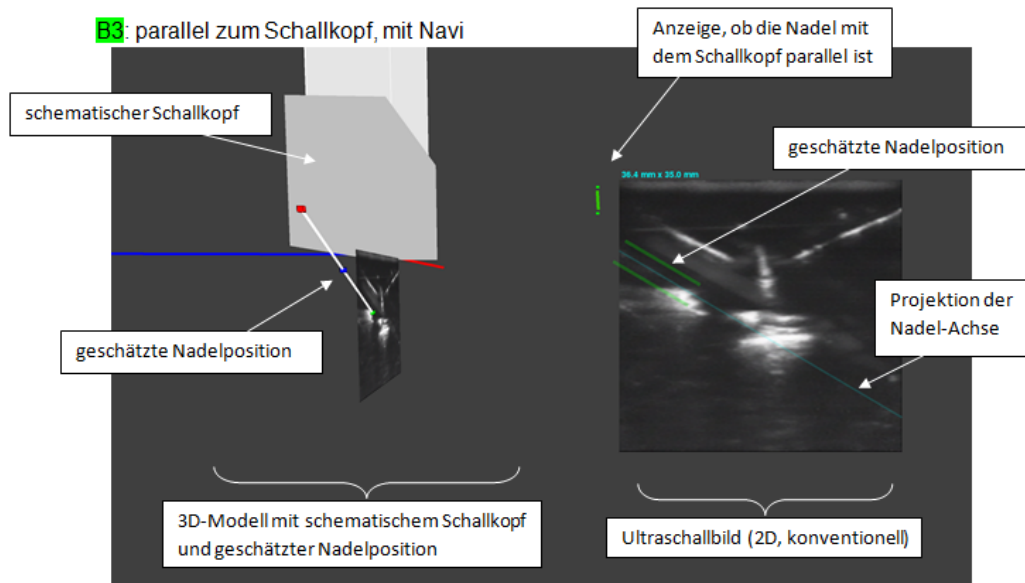 B3: parallel zum Schallkopf, mit Navi
Anzeige, ob die Nadel mit
dem Schallkopf parallel ist
schematischer Schallkopf
geschätzte Nadelposition
36.4 mm x 35.0 mm
Projektion der
Nadel-Achse
geschätzte Nadelposition
3D-Modell mit schematischem Schallkopf
und geschätzter Nadelposition
Ultraschallbild (2D, konventionell)